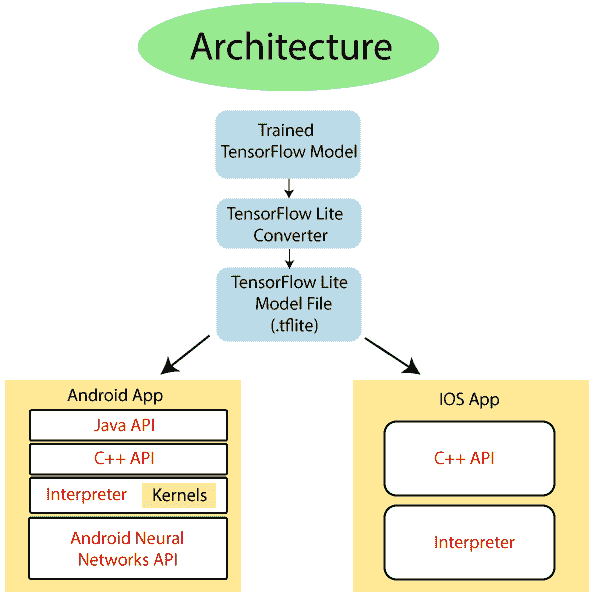 Architecture
Trained
TensorFlow Model
TensorFlow Lite
Converter
TensorFlow Lite
Model File
(.tflite)
Android App
Java API
C++ API
Interpreter Kernels
Android Neural
Networks API
IOS App
C++ API
Interpreter